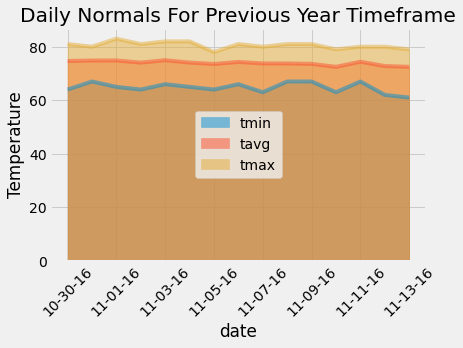 Daily Normals For Previous Year Timeframe
Temperature
80
60
40
20
0
tmin
tavg
tmax
10-30-16
11-01-16
11-03-16
11-05-16
11-07-16
11-09-16
11-11-16
11-13-16
date